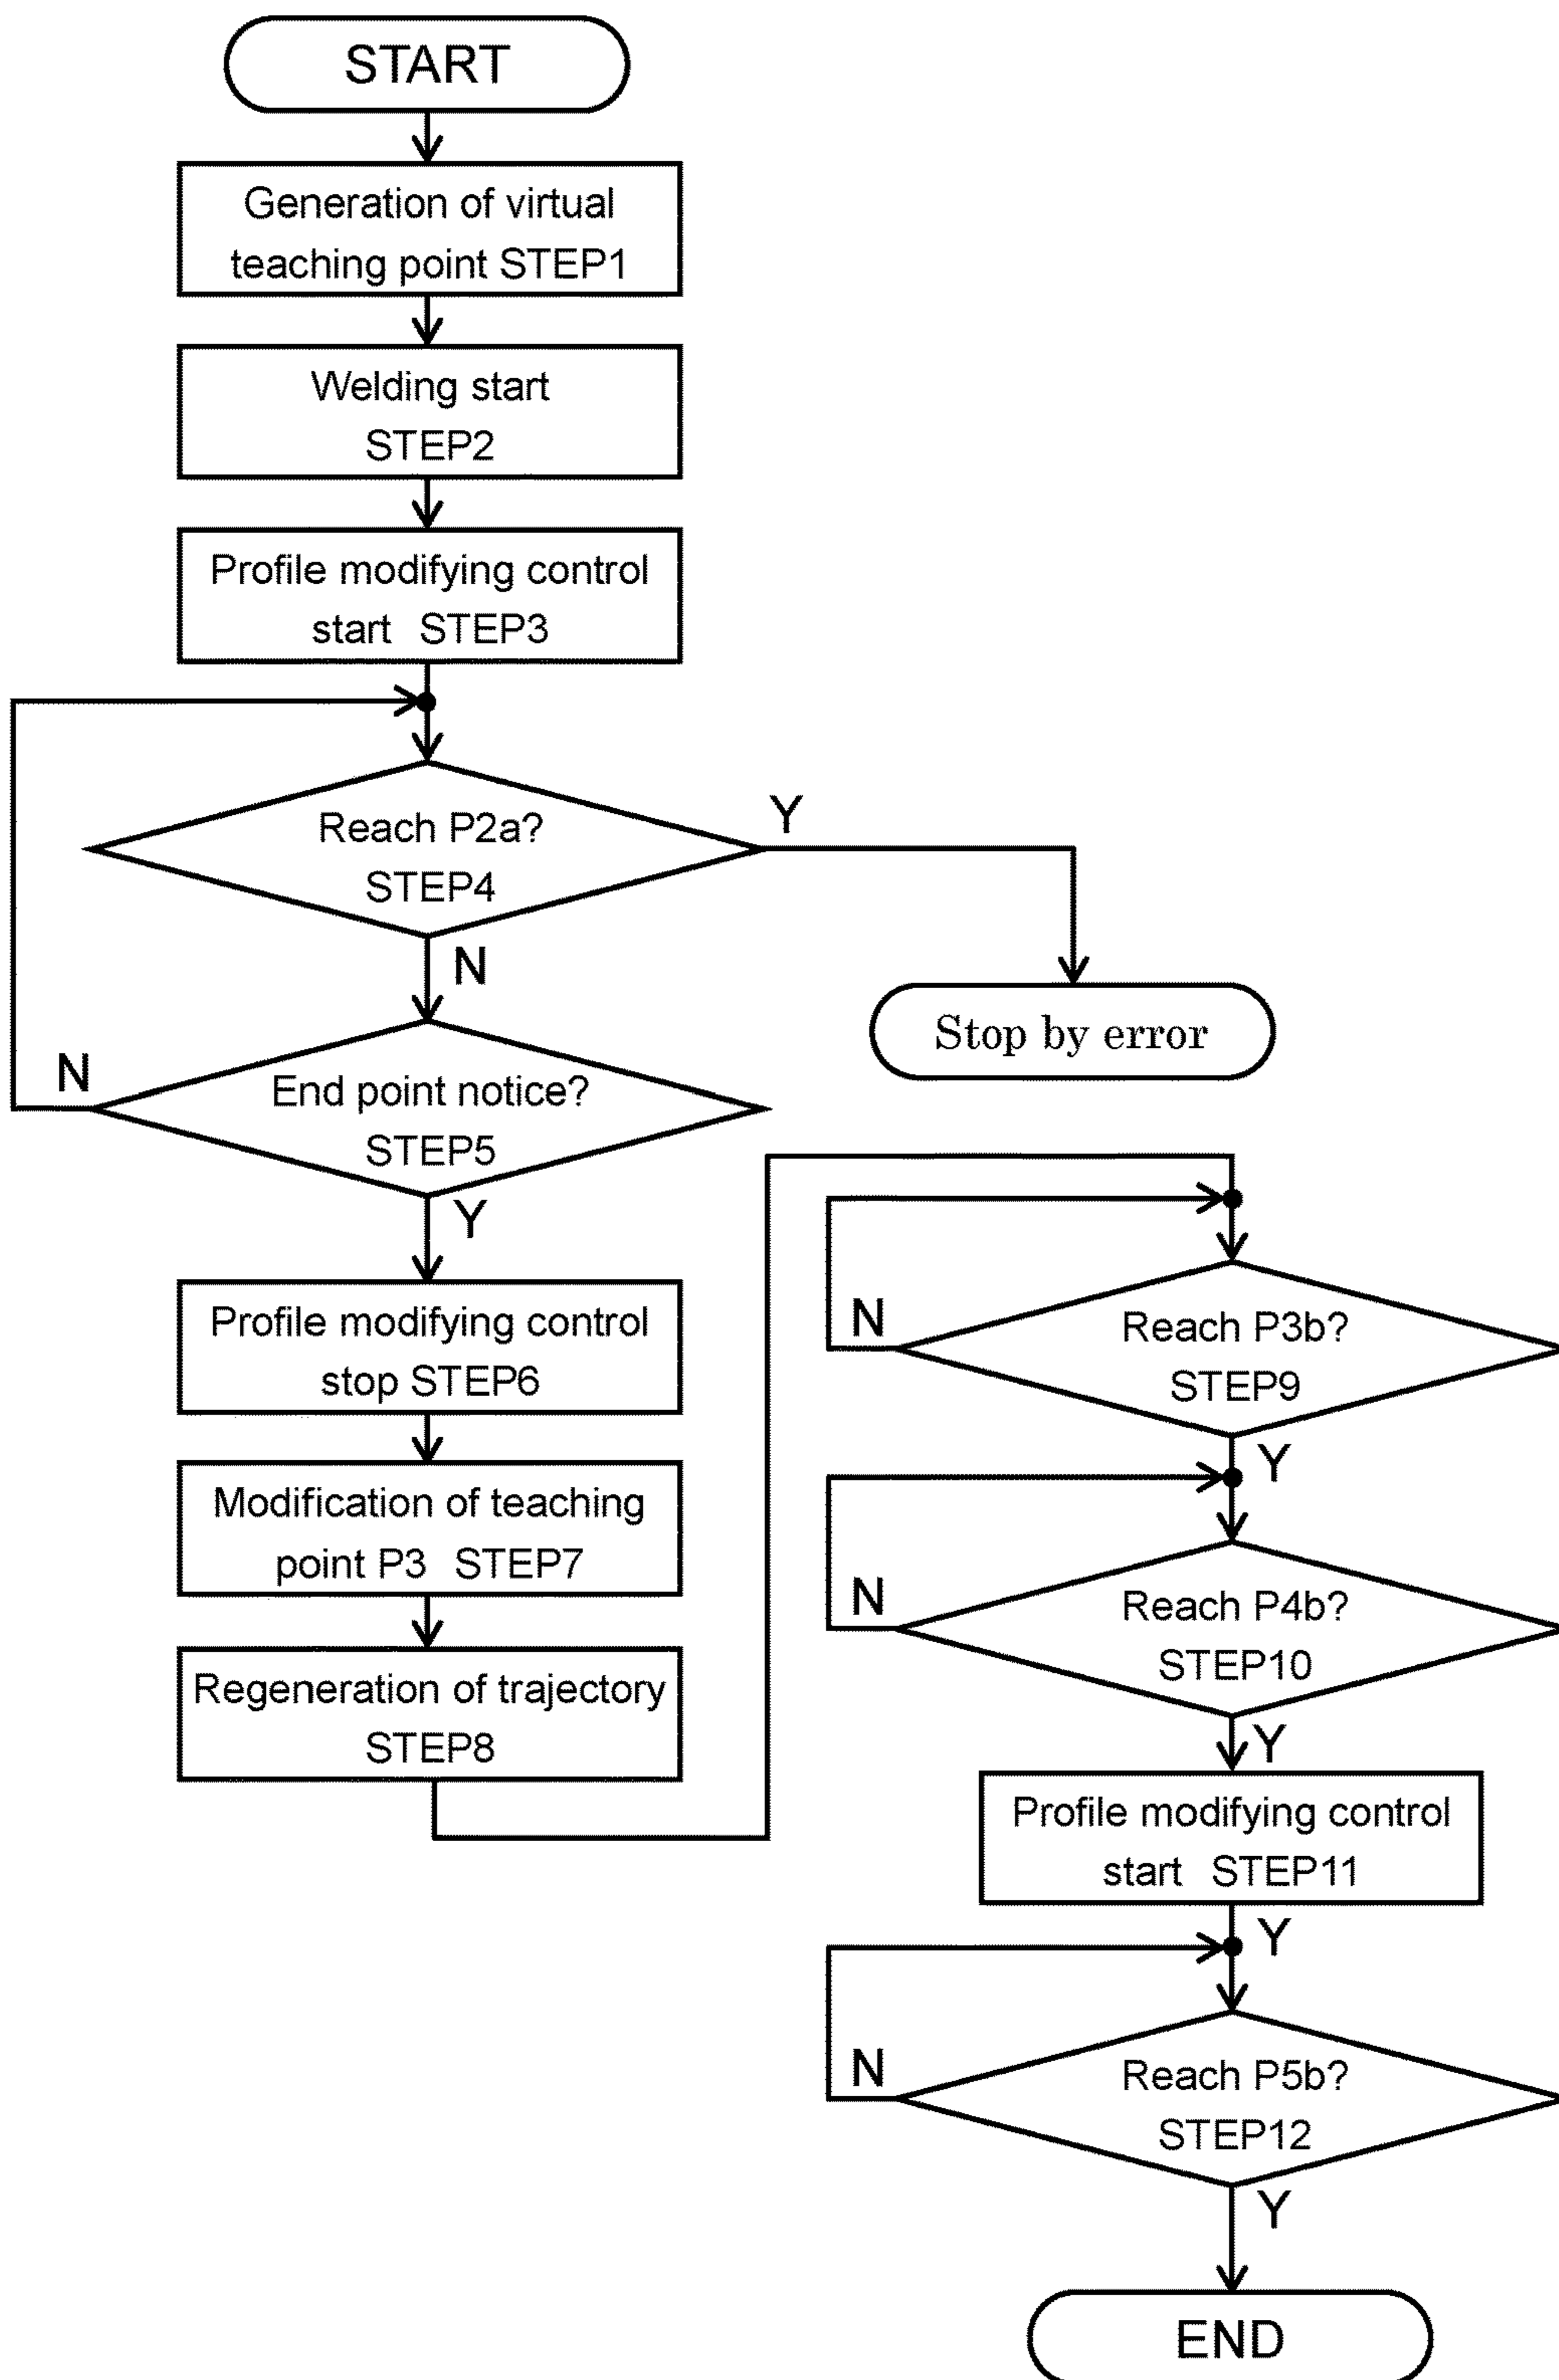 START
Generation of virtual
teaching point STEP1
Welding start
STEP2
Profile modifying control
start STEP3
Reach P2a?
STEP4
Y
N
Stop by error
End point notice?
STEP5
N
Y
Profile modifying control
stop STEP6
Modification of teaching
point P3 STEP7
Regeneration of trajectory
STEP8
Reach P3b?
STEP9
N
Y
Reach P4b?
STEP10
N
Y
Profile modifying control
start STEP11
Y
Reach P5b?
STEP12
N
Y
END